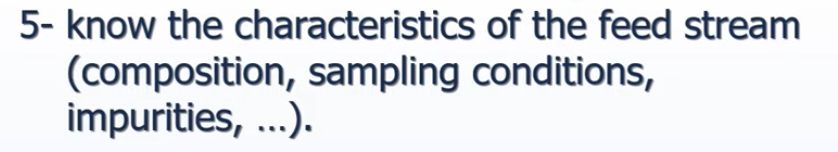 5- know the characteristics of the feed stream
(composition, sampling conditions,
impurities, ...).